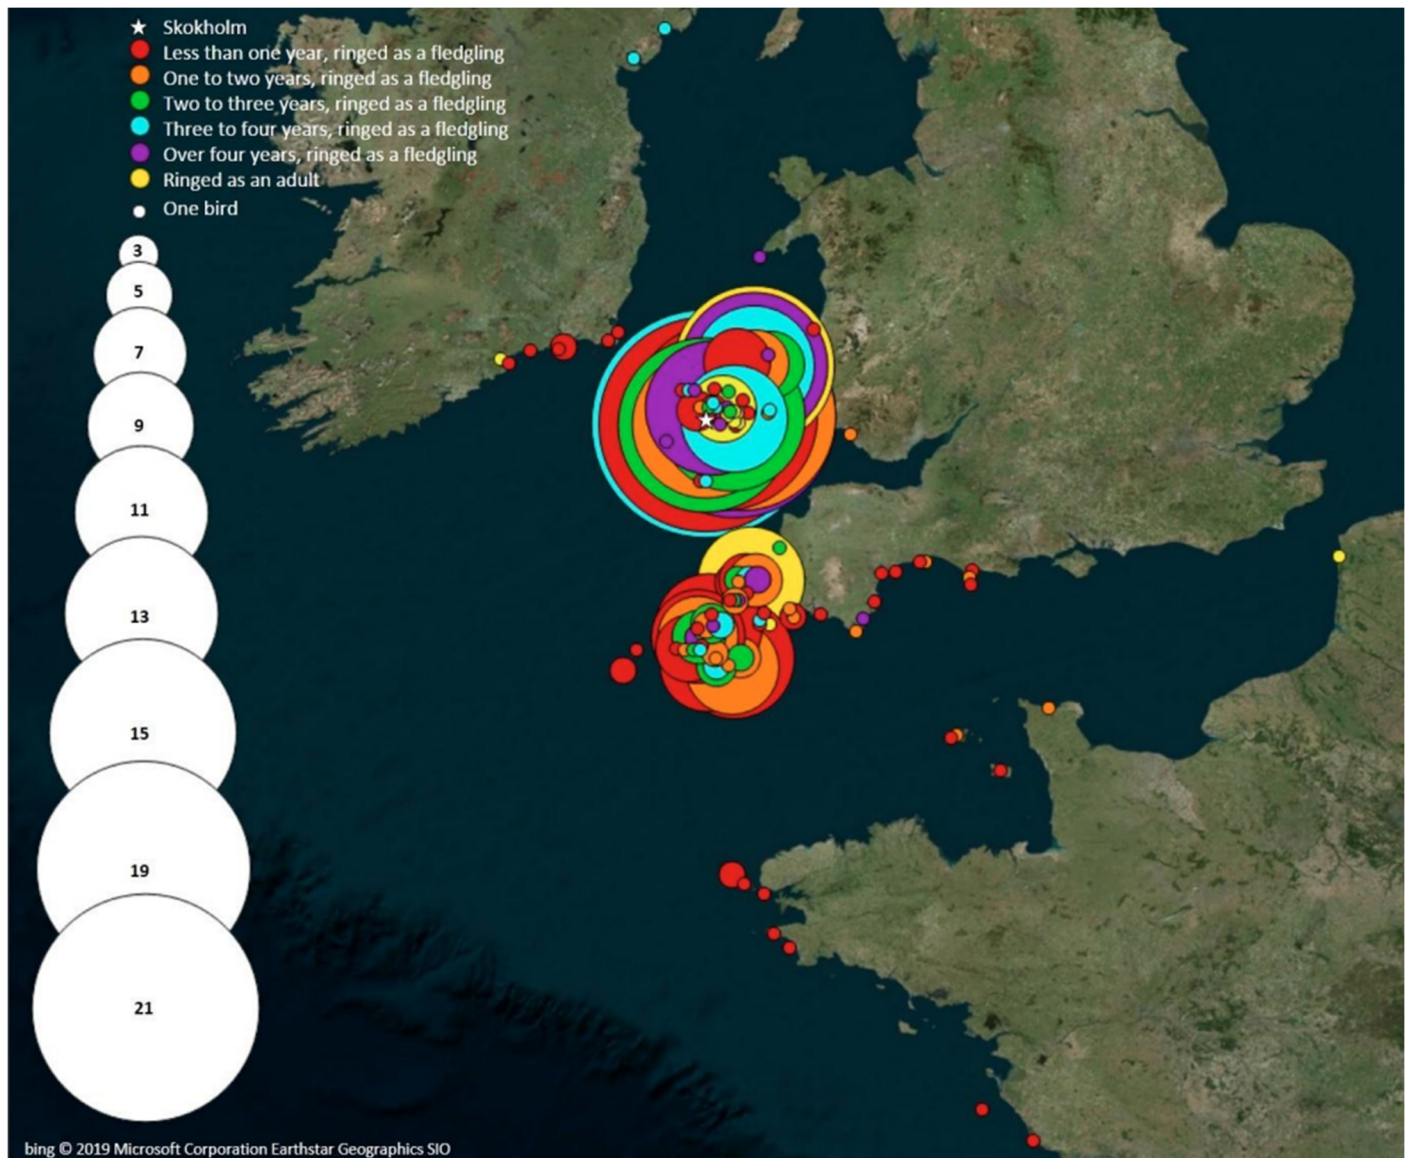 Skokholm
Less than one year, ringed as a fledgling
One to two years, ringed as a fledgling
Two to three years, ringed as a fledgling
Three to four years, ringed as a fledgling
Over four years, ringed as a fledgling
Ringed as an adult
One bird
3
5
7
9
11
13
15
19
21
bing © 2019 Microsoft Corporation Earthstar Geographics SIO